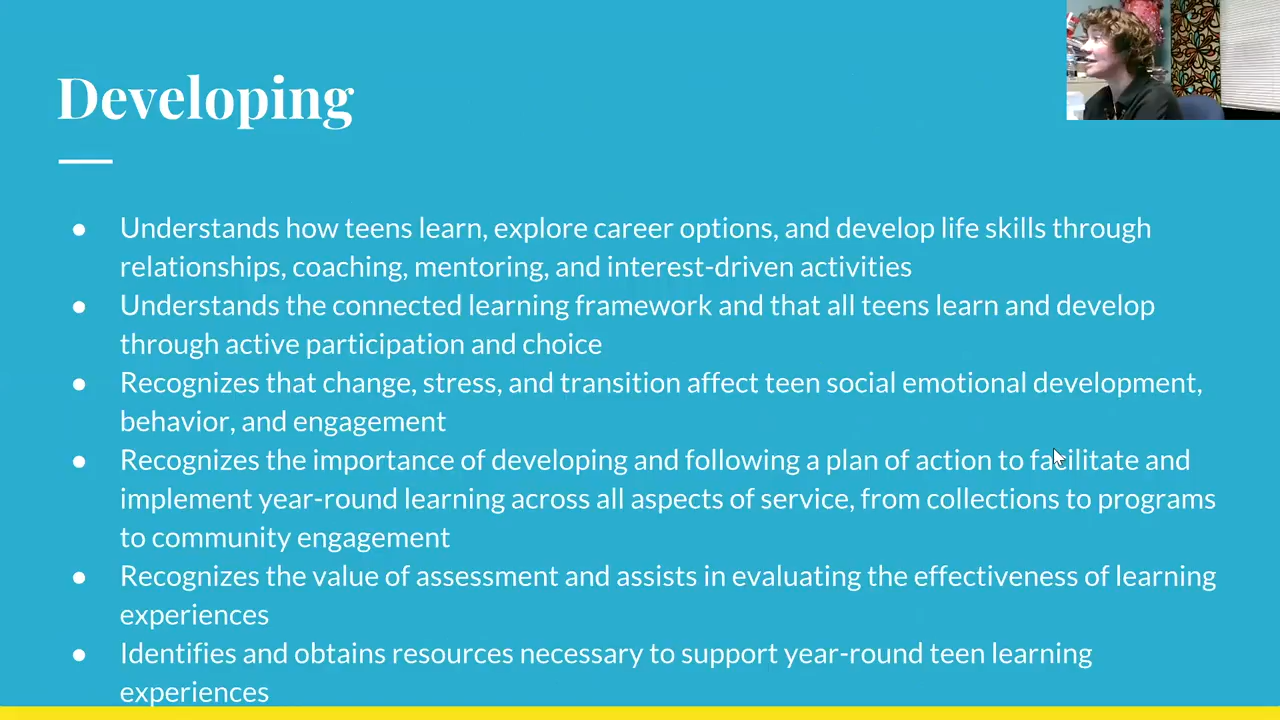 Developing
● Understands how teens learn, explore career options, and develop life skills through
relationships, coaching, mentoring, and interest-driven activities
● Understands the connected learning framework and that all teens learn and develop
through active participation and choice
● Recognizes that change, stress, and transition affect teen social emotional development,
behavior, and engagement
● Recognizes the importance of developing and following a plan of action to facilitate and
implement year-round learning across all aspects of service, from collections to programs
to community engagement
● Recognizes the value of assessment and assists in evaluating the effectiveness of learning
experiences
● Identifies and obtains resources necessary to support year-round teen learning
experiences